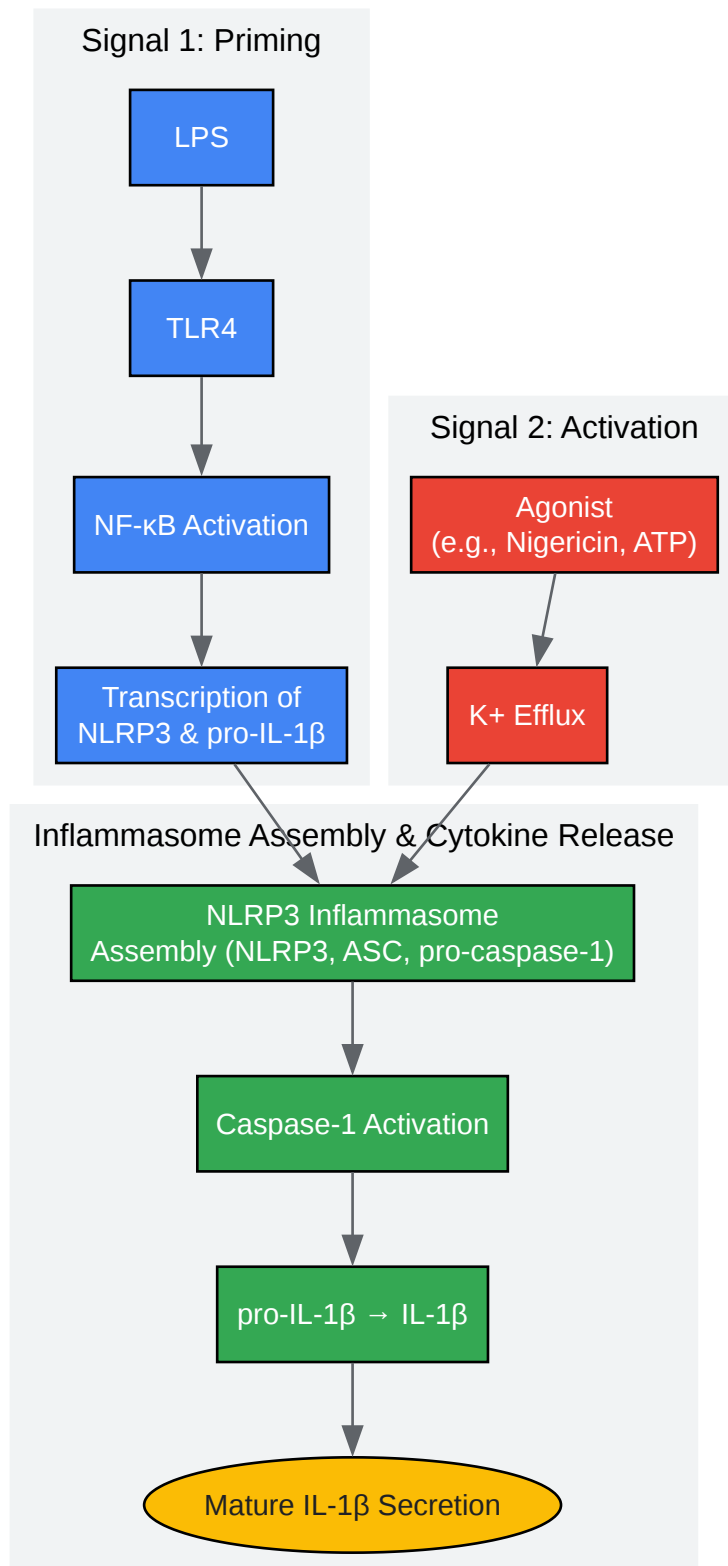 Signal 1: Priming
LPS
TLR4
NF-κB Activation
Transcription of
NLRP3 & pro-IL-1β
Signal 2: Activation
Agonist
(e.g., Nigericin, ATP)
K+ Efflux
Inflammasome Assembly & Cytokine Release
NLRP3 Inflammasome
Assembly (NLRP3, ASC, pro-caspase-1)
Caspase-1 Activation
pro-IL-1β → IL-1β
Mature IL-1β Secretion